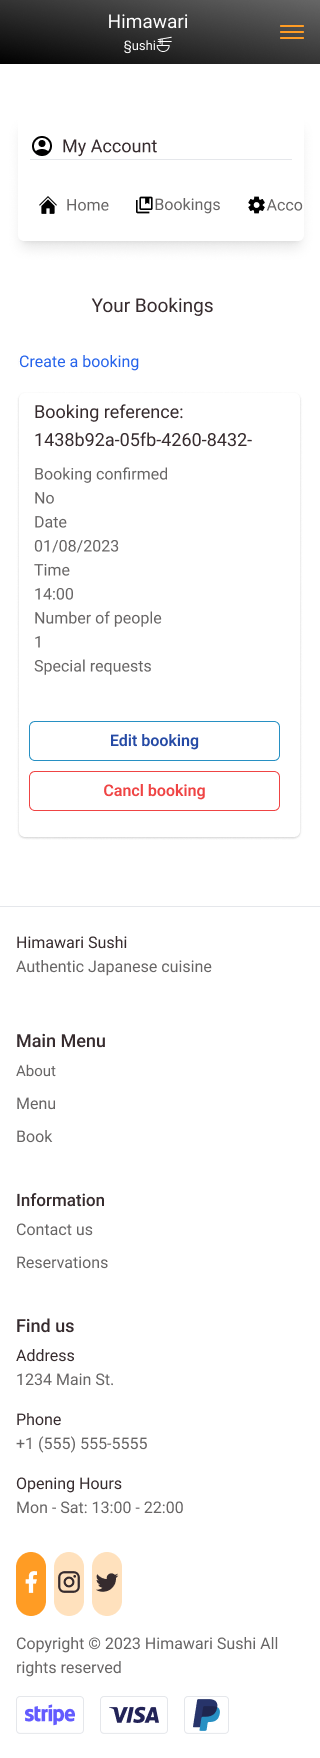 Himawari
Sushi
My Account
Home
Bookings
Acco
Your Bookings
Create a booking
Booking reference:
1438b92a-05fb-4260-8432-
Booking confirmed
No
Date
01/08/2023
Time
14:00
Number of people
1
Special requests
Edit booking
Cancl booking
Himawari Sushi
Authentic Japanese cuisine
Main Menu
About
Menu
Book
Information
Contact us
Reservations
Find us
Address
1234 Main St.
Phone
+1 (555) 555-5555
Opening Hours
Mon - Sat: 13:00 - 22:00
Copyright © 2023 Himawari Sushi All
rights reserved
stripe
VISA